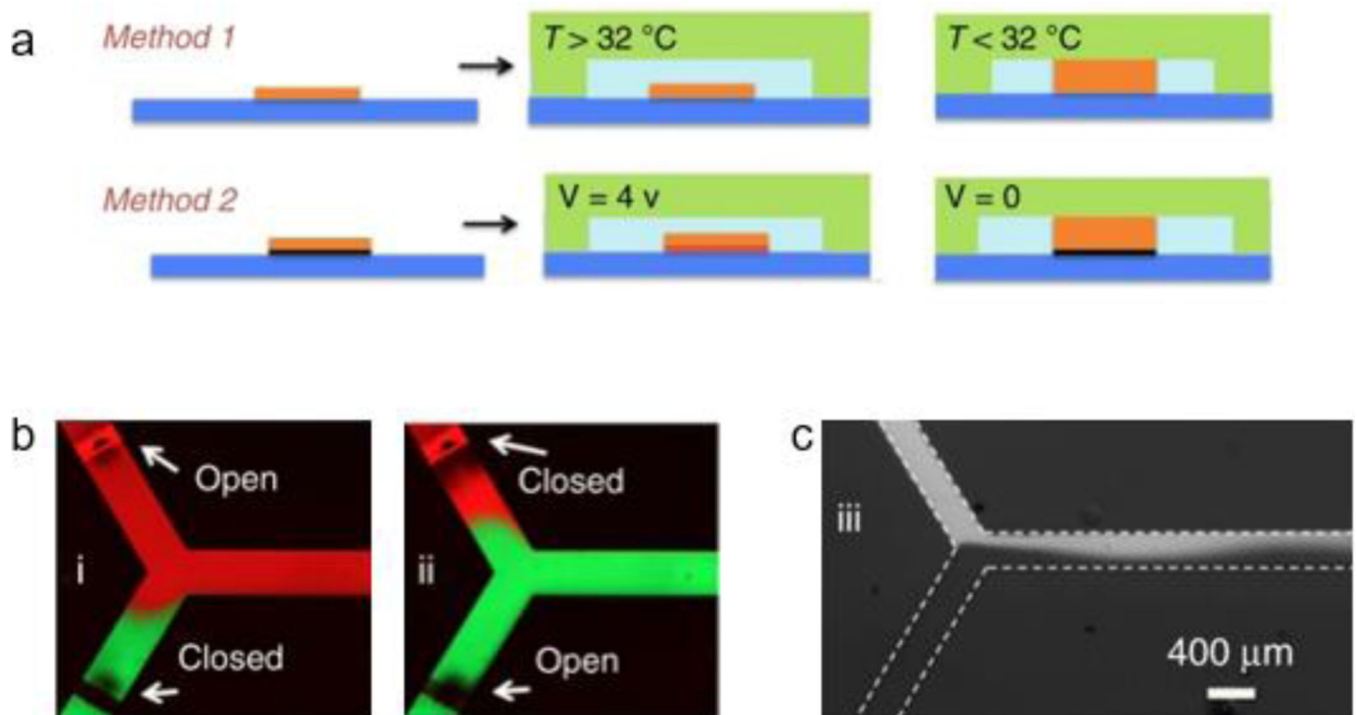 a
Method 1
T > 32 °C
T < 32 °C
Method 2
V = 4 v
V = 0
b
Open
i
Closed
Closed
ii
Open
c
iii
400 µm